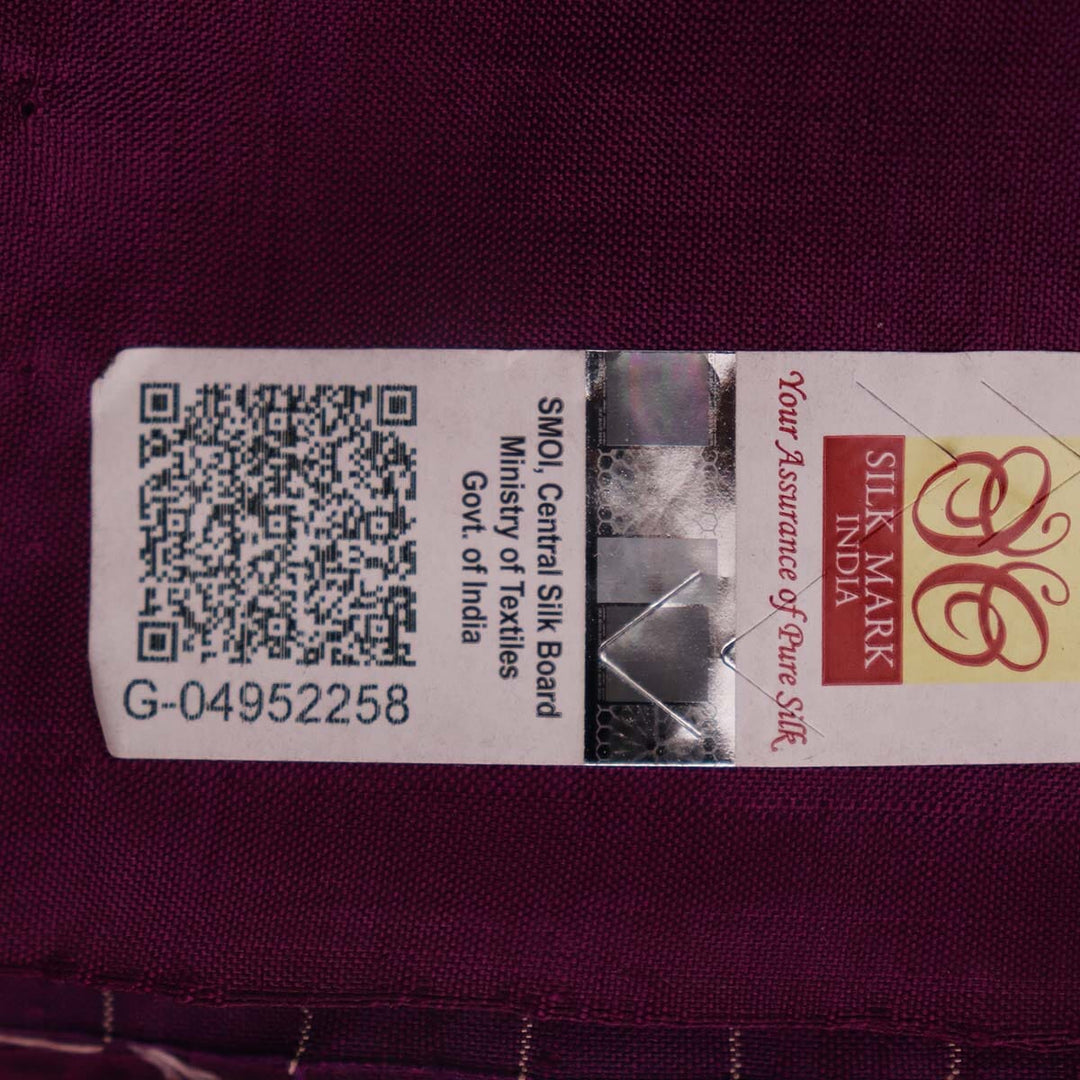 G-04952258
SMOI, Central Silk Board
Ministry of Textiles
Govt. of India
Your Assurance of Pure Silk
SILK MARK
INDIA